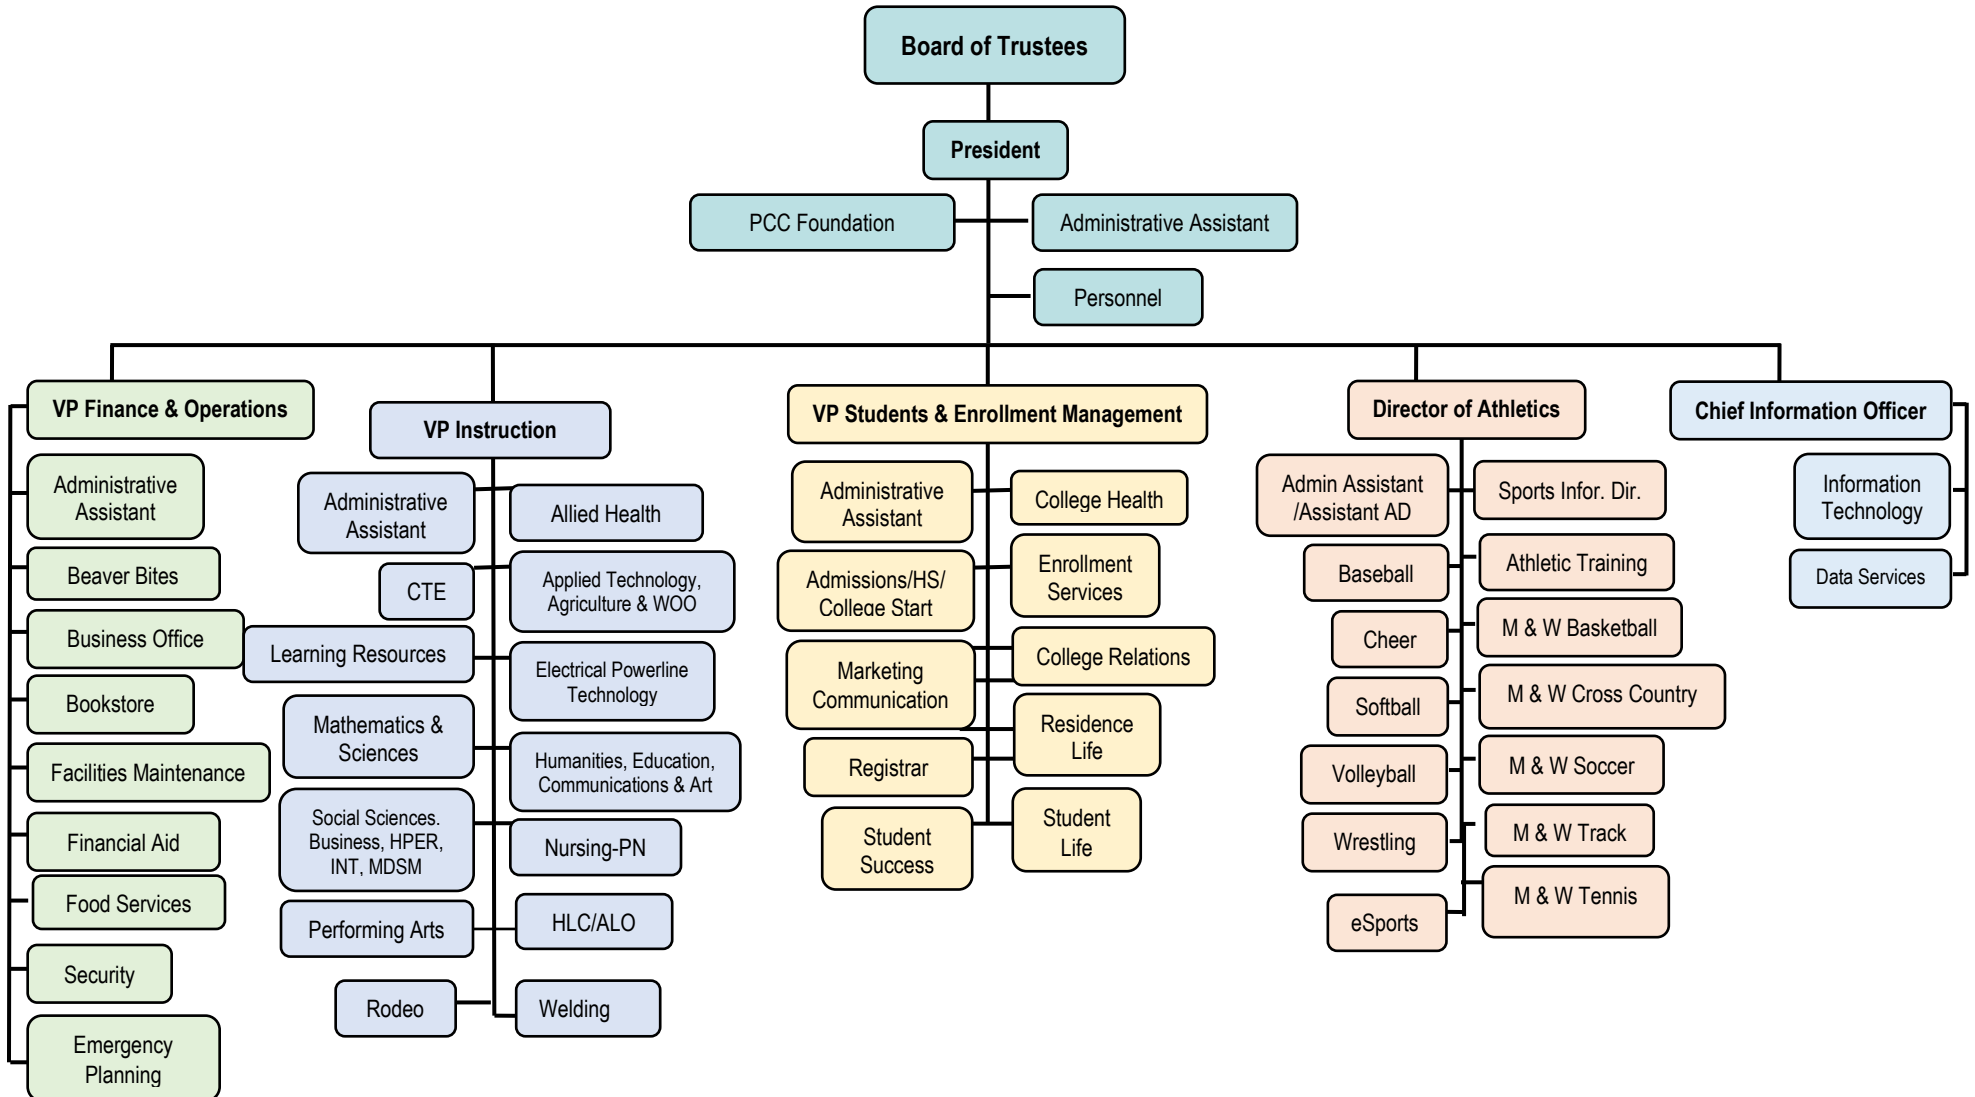 Board of Trustees
President
PCC Foundation
Administrative Assistant
Personnel
VP Finance & Operations
Administrative
Assistant
Beaver Bites
Business Office
Bookstore
Facilities Maintenance
Financial Aid
Food Services
Security
Emergency
Planning
VP Instruction
Administrative
Assistant
Allied Health
CTE
Applied Technology,
Agriculture & WOO
Learning Resources
Electrical Powerline
Technology
Mathematics &
Sciences
Humanities, Education,
Communications & Art
Social Sciences.
Business, HPER,
INT, MDSM
Nursing-PN
Performing Arts
HLC/ALO
Rodeo
Welding
VP Students & Enrollment Management
Administrative
Assistant
College Health
Admissions/HS/
College Start
Enrollment
Services
Marketing
Communication
College Relations
Residence
Life
Registrar
Student
Success
Student
Life
Director of Athletics
Admin Assistant
/Assistant AD
Sports Infor. Dir.
Baseball
Athletic Training
Cheer
M & W Basketball
Softball
M & W Cross Country
Volleyball
M & W Soccer
Wrestling
M & W Track
eSports
M & W Tennis
Chief Information Officer
Information
Technology
Data Services